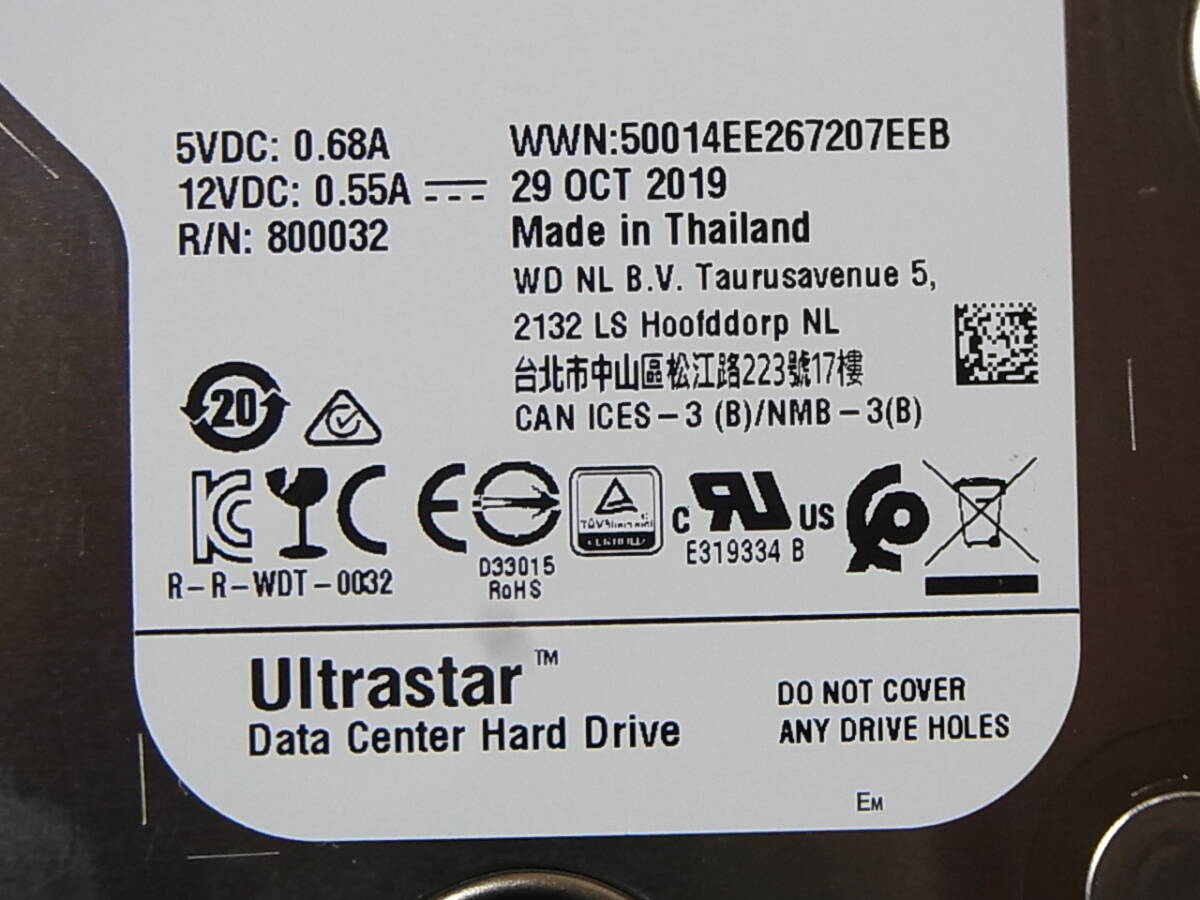 5VDC: 0.68A
12VDC: 0.55A
R/N: 800032
WWN:50014EE267207EEB
29 OCT 2019
Made in Thailand
WD NL B.V. Taurusavenue 5,
2132 LS Hoofddorp NL
台北市中山區松江路223號17樓
CAN ICES-3 (B)/NMB-3(B)
20
R-R-WDT-0032
CE
D33015
RoHS
C US
E319334 B
Ultrastar™
Data Center Hard Drive
DO NOT COVER
ANY DRIVE HOLES
EM